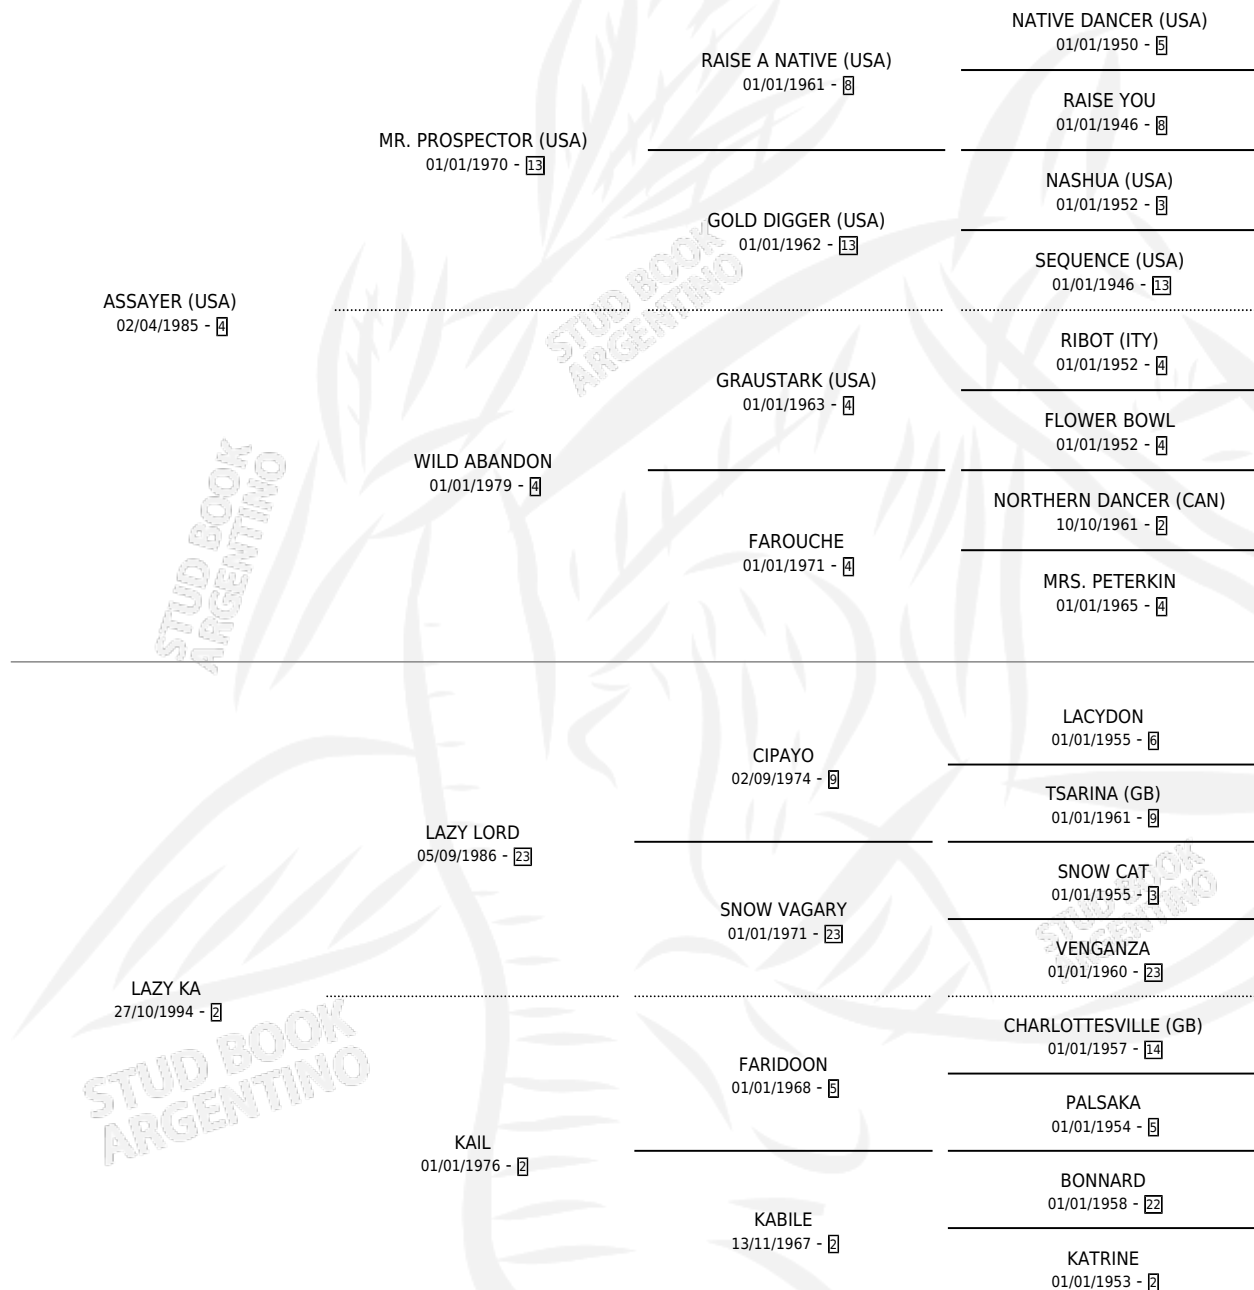 NATIVE DANCER (USA)
01/01/1950 - 5
RAISE A NATIVE (USA)
01/01/1961 - 8
RAISE YOU
01/01/1946 - 8
MR. PROSPECTOR (USA)
01/01/1970 - 13
NASHUA (USA)
01/01/1952 - 3
GOLD DIGGER (USA)
01/01/1962 - 13
SEQUENCE (USA)
01/01/1946 - 13
ASSAYER (USA)
02/04/1985 - 4
RIBOT (ITY)
01/01/1952 - 4
GRAUSTARK (USA)
01/01/1963 - 4
FLOWER BOWL
01/01/1952 - 4
WILD ABANDON
01/01/1979 - 4
NORTHERN DANCER (CAN)
10/10/1961 - 2
FAROUCHE
01/01/1971 - 4
MRS. PETERKIN
01/01/1965 - 4
LACYDON
01/01/1955 - 6
CIPAYO
02/09/1974 - 9
TSARINA (GB)
01/01/1961 - 9
LAZY LORD
05/09/1986 - 23
SNOW CAT
01/01/1955 - 3
SNOW VAGARY
01/01/1971 - 23
VENGANZA
01/01/1960 - 23
LAZY KA
27/10/1994 - 2
CHARLOTTESVILLE (GB)
01/01/1957 - 14
FARIDOON
01/01/1968 - 5
PALSAKA
01/01/1954 - 5
KAIL
01/01/1976 - 2
BONNARD
01/01/1958 - 22
KABILE
13/11/1967 - 2
KATRINE
01/01/1953 - 2
STUD BOOK
ARGENTINO
STUD BOOK
ARGENTINO
STUD BOOK
ARGENTINO
STUD BOOK
ARGENTINO